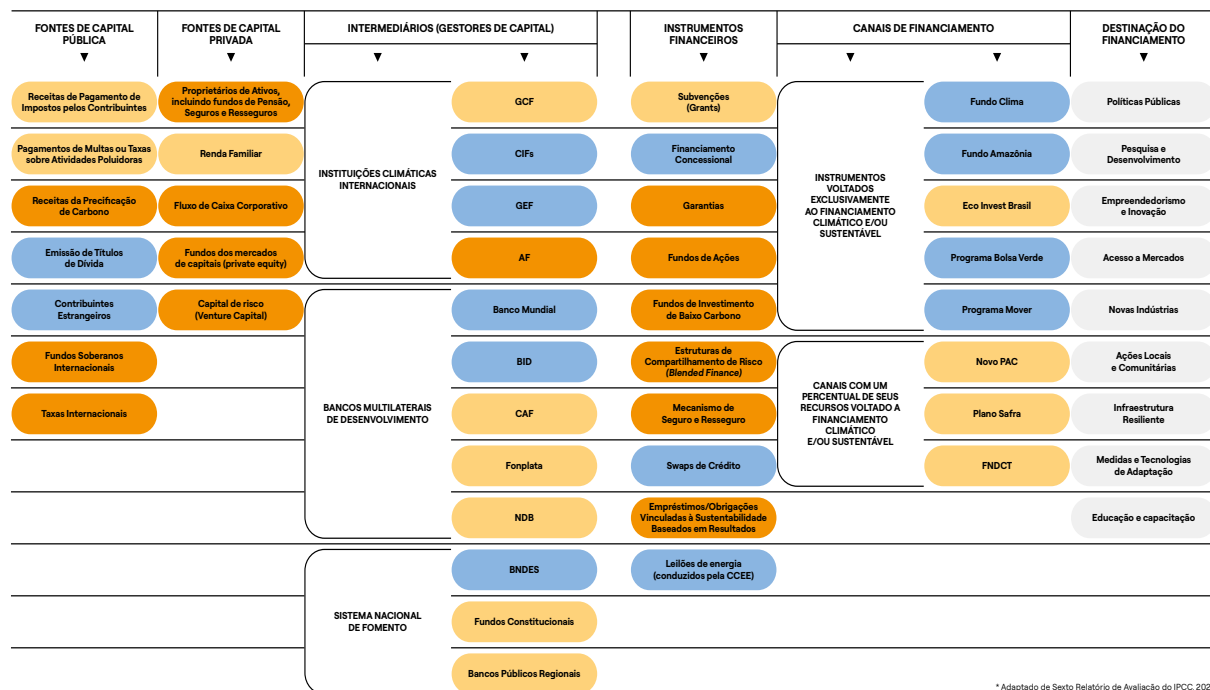 FONTES DE CAPITAL
PÚBLICA
FONTES DE CAPITAL
PRIVADA
INTERMEDIÁRIOS (GESTORES DE CAPITAL)
INSTRUMENTOS
FINANCEIROS
CANAIS DE FINANCIAMENTO
DESTINAÇÃO DO
FINANCIAMENTO
Receitas de Pagamento de
Impostos pelos Contribuintes
Pagamentos de Multas ou Taxas
sobre Atividades Poluidoras
Receitas da Precificação
de Carbono
Emissão de Títulos
de Dívida
Contribuintes
Estrangeiros
Fundos Soberanos
Internacionais
Taxas Internacionais
Proprietários de Ativos,
incluindo fundos de Pensão,
Seguros e Resseguros
Renda Familiar
Fluxo de Caixa Corporativo
Fundos dos mercados
de capitais (private equity)
Capital de risco
(Venture Capital)
INSTITUIÇÕES CLIMÁTICAS
INTERNACIONAIS
BANCOS MULTILATERAIS
DE DESENVOLVIMENTO
SISTEMA NACIONAL
DE FOMENTO
GCF
CIFs
GEF
AF
Banco Mundial
BID
CAF
Fonplata
NDB
BNDES
Fundos Constitucionais
Bancos Públicos Regionais
Subvenções
(Grants)
Financiamento
Concessional
Garantias
Fundos de Ações
Fundos de Investimento
de Baixo Carbono
Estruturas de
Compartilhamento de Risco
(Blended Finance)
Mecanismo de
Seguro e Resseguro
Swaps de Crédito
Empréstimos/Obrigações
Vinculadas à Sustentabilidade
Baseados em Resultados
Leilões de energia
(conduzidos pela CCEE)
INSTRUMENTOS
VOLTADOS
EXCLUSIVAMENTE
AO FINANCIAMENTO
CLIMÁTICO E/OU
SUSTENTÁVEL
CANAIS COM UM
PERCENTUAL DE SEUS
RECURSOS VOLTADO A
FINANCIAMENTO
CLIMÁTICO
E/OU SUSTENTÁVEL
Fundo Clima
Fundo Amazônia
Eco Invest Brasil
Programa Bolsa Verde
Programa Mover
Novo PAC
Plano Safra
FNDCT
Políticas Públicas
Pesquisa e
Desenvolvimento
Empreendedorismo
e Inovação
Acesso a Mercados
Novas Indústrias
Ações Locais
e Comunitárias
Infraestrutura
Resiliente
Medidas e Tecnologias
de Adaptação
Educação e capacitação
* Adaptado de Sexto Relatório de Avaliação do IPCC, 202